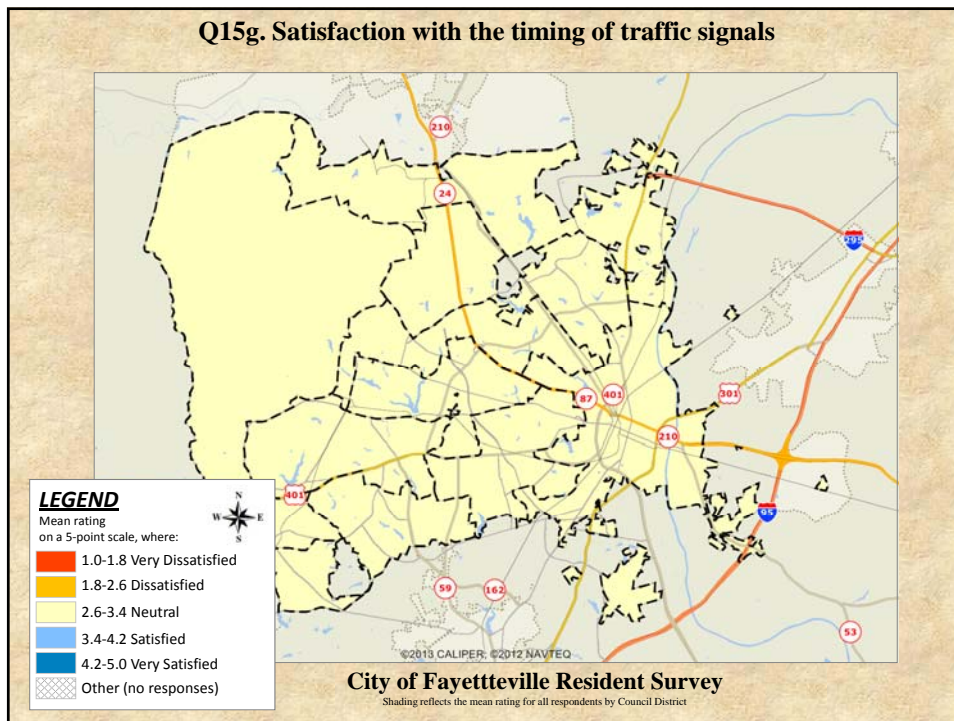 Q15g. Satisfaction with the timing of traffic signals
210
24
295
87
401
301
210
401
95
59
162
53
LEGEND
Mean rating
on a 5-point scale, where:
N
W E
S
1.0-1.8 Very Dissatisfied
1.8-2.6 Dissatisfied
2.6-3.4 Neutral
3.4-4.2 Satisfied
4.2-5.0 Very Satisfied
Other (no responses)
©2013 CALIPER; ©2012 NAVTEQ
City of Fayettteville Resident Survey
Shading reflects the mean rating for all respondents by Council District